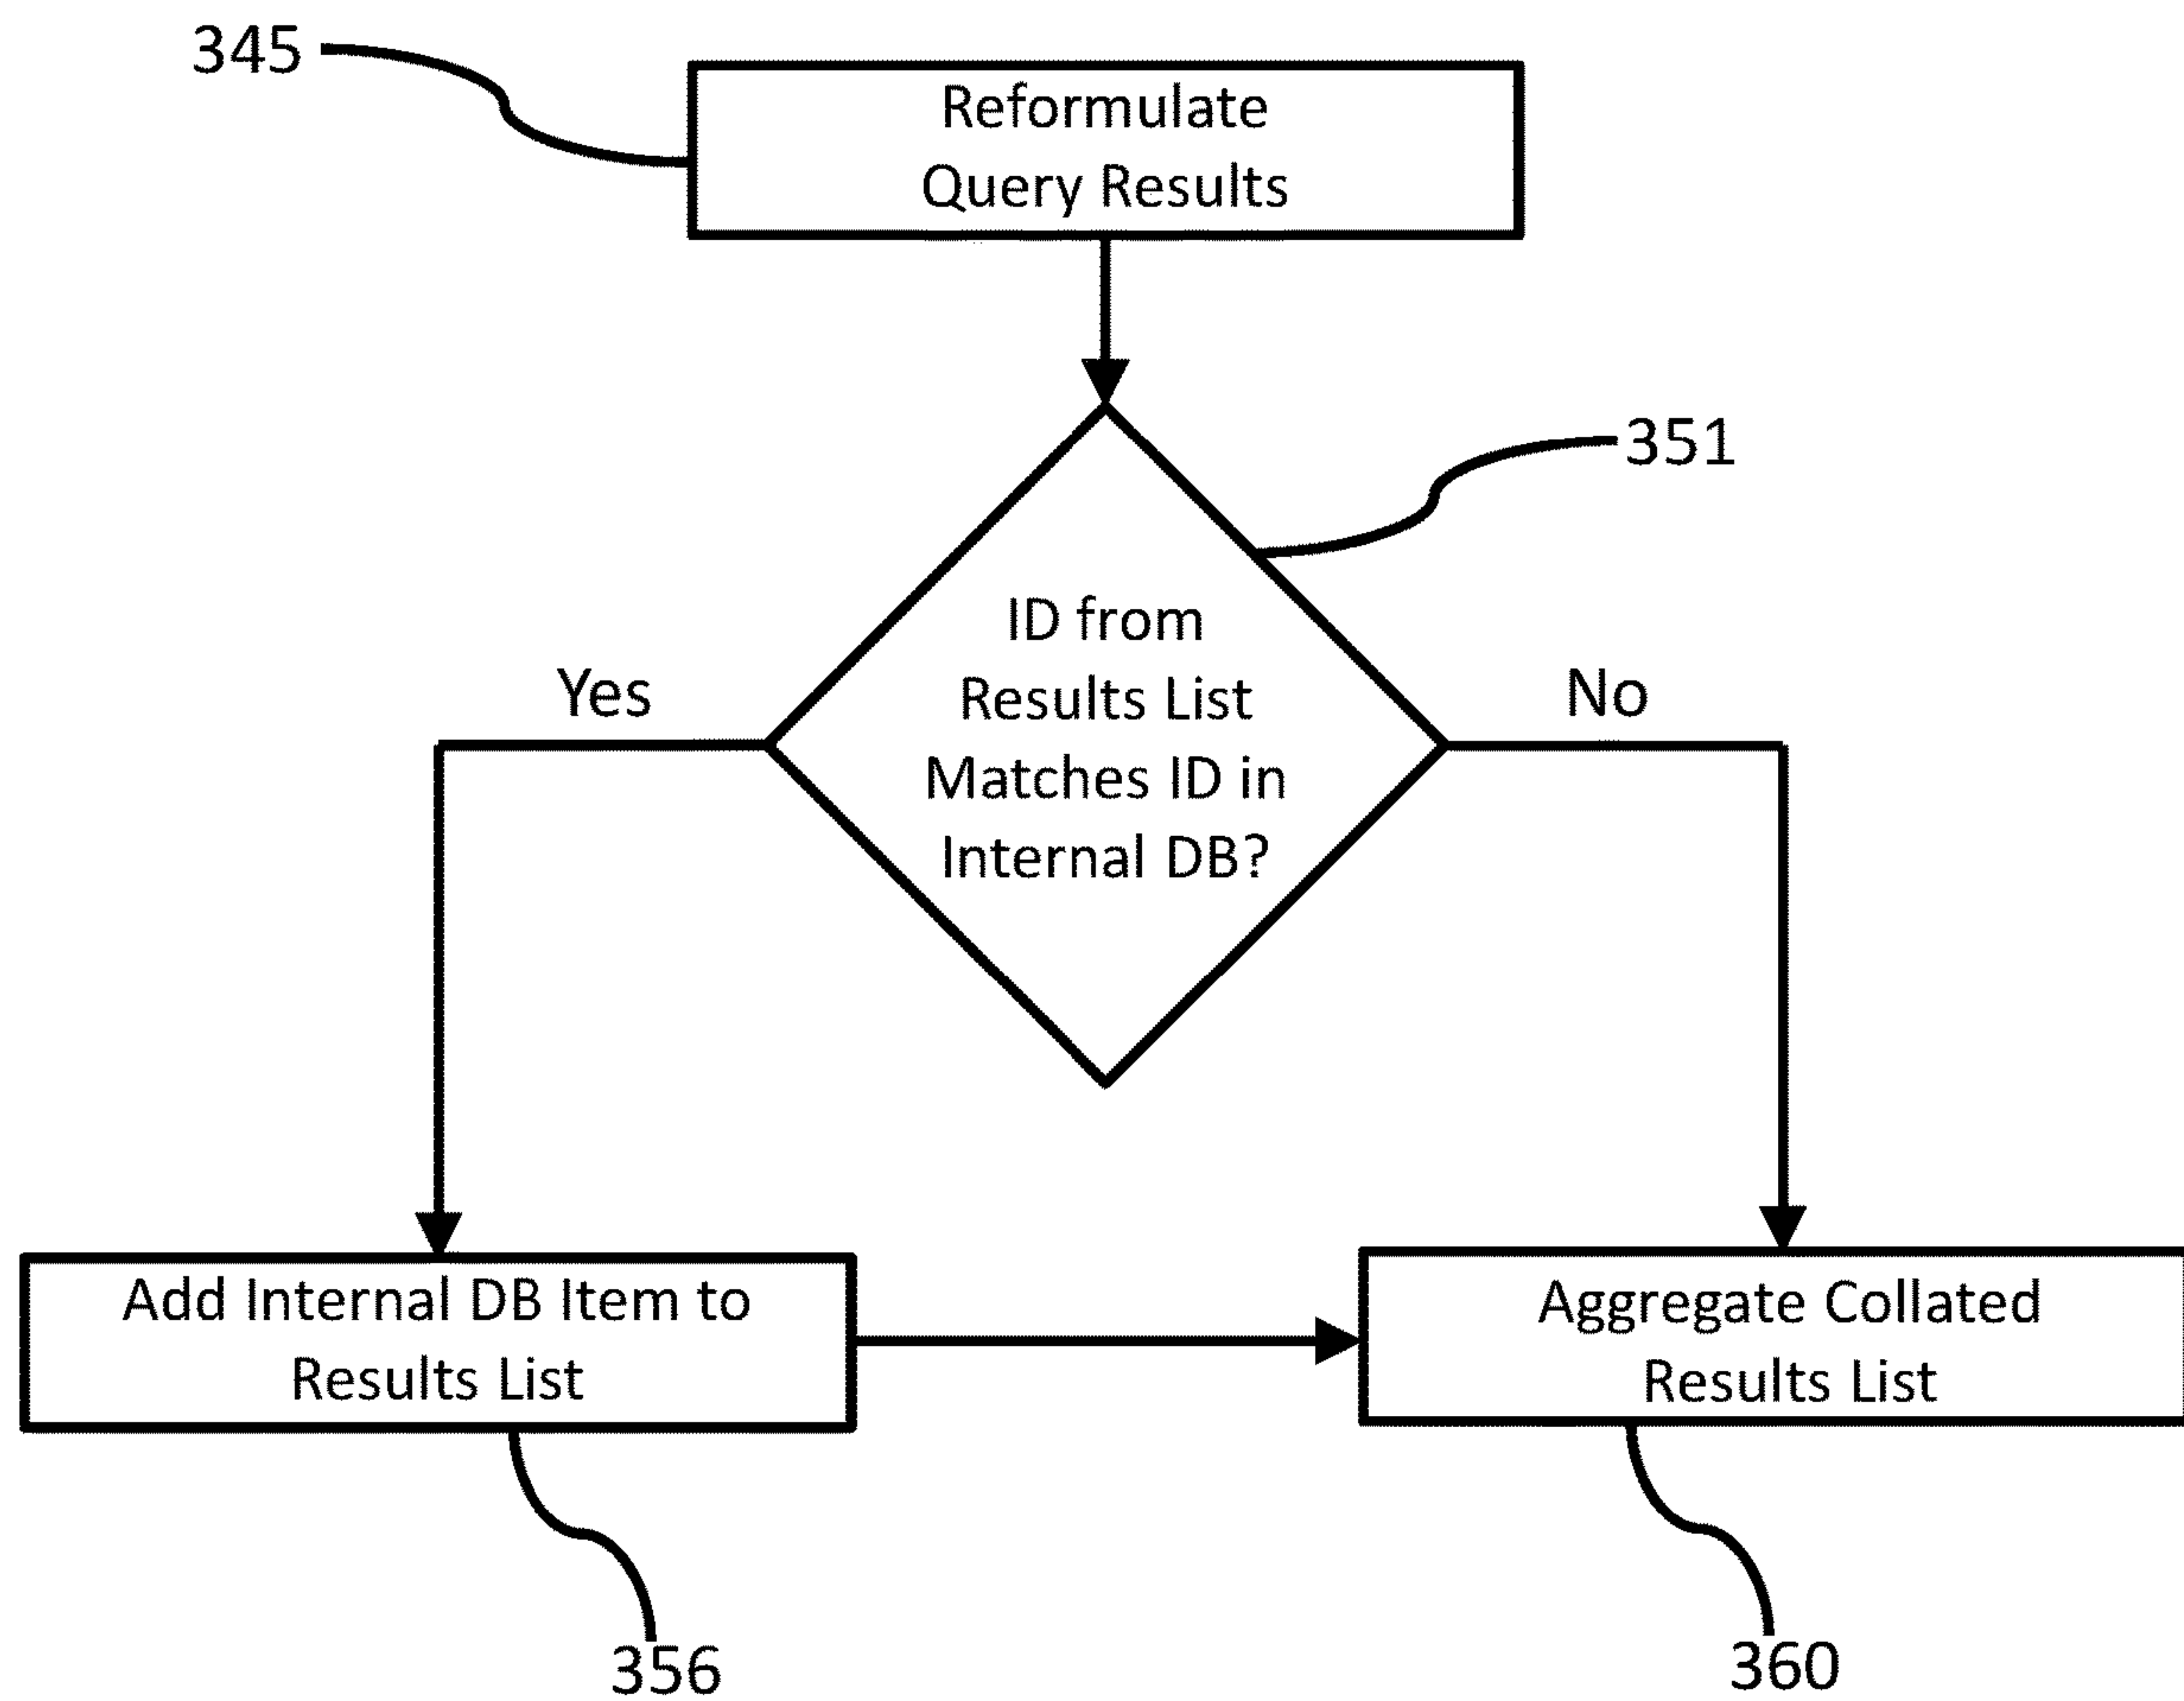 345
Reformulate
Query Results
351
ID from
Results List
Matches ID in
Internal DB?
Yes
No
Add Internal DB Item to
Results List
Aggregate Collated
Results List
356
360